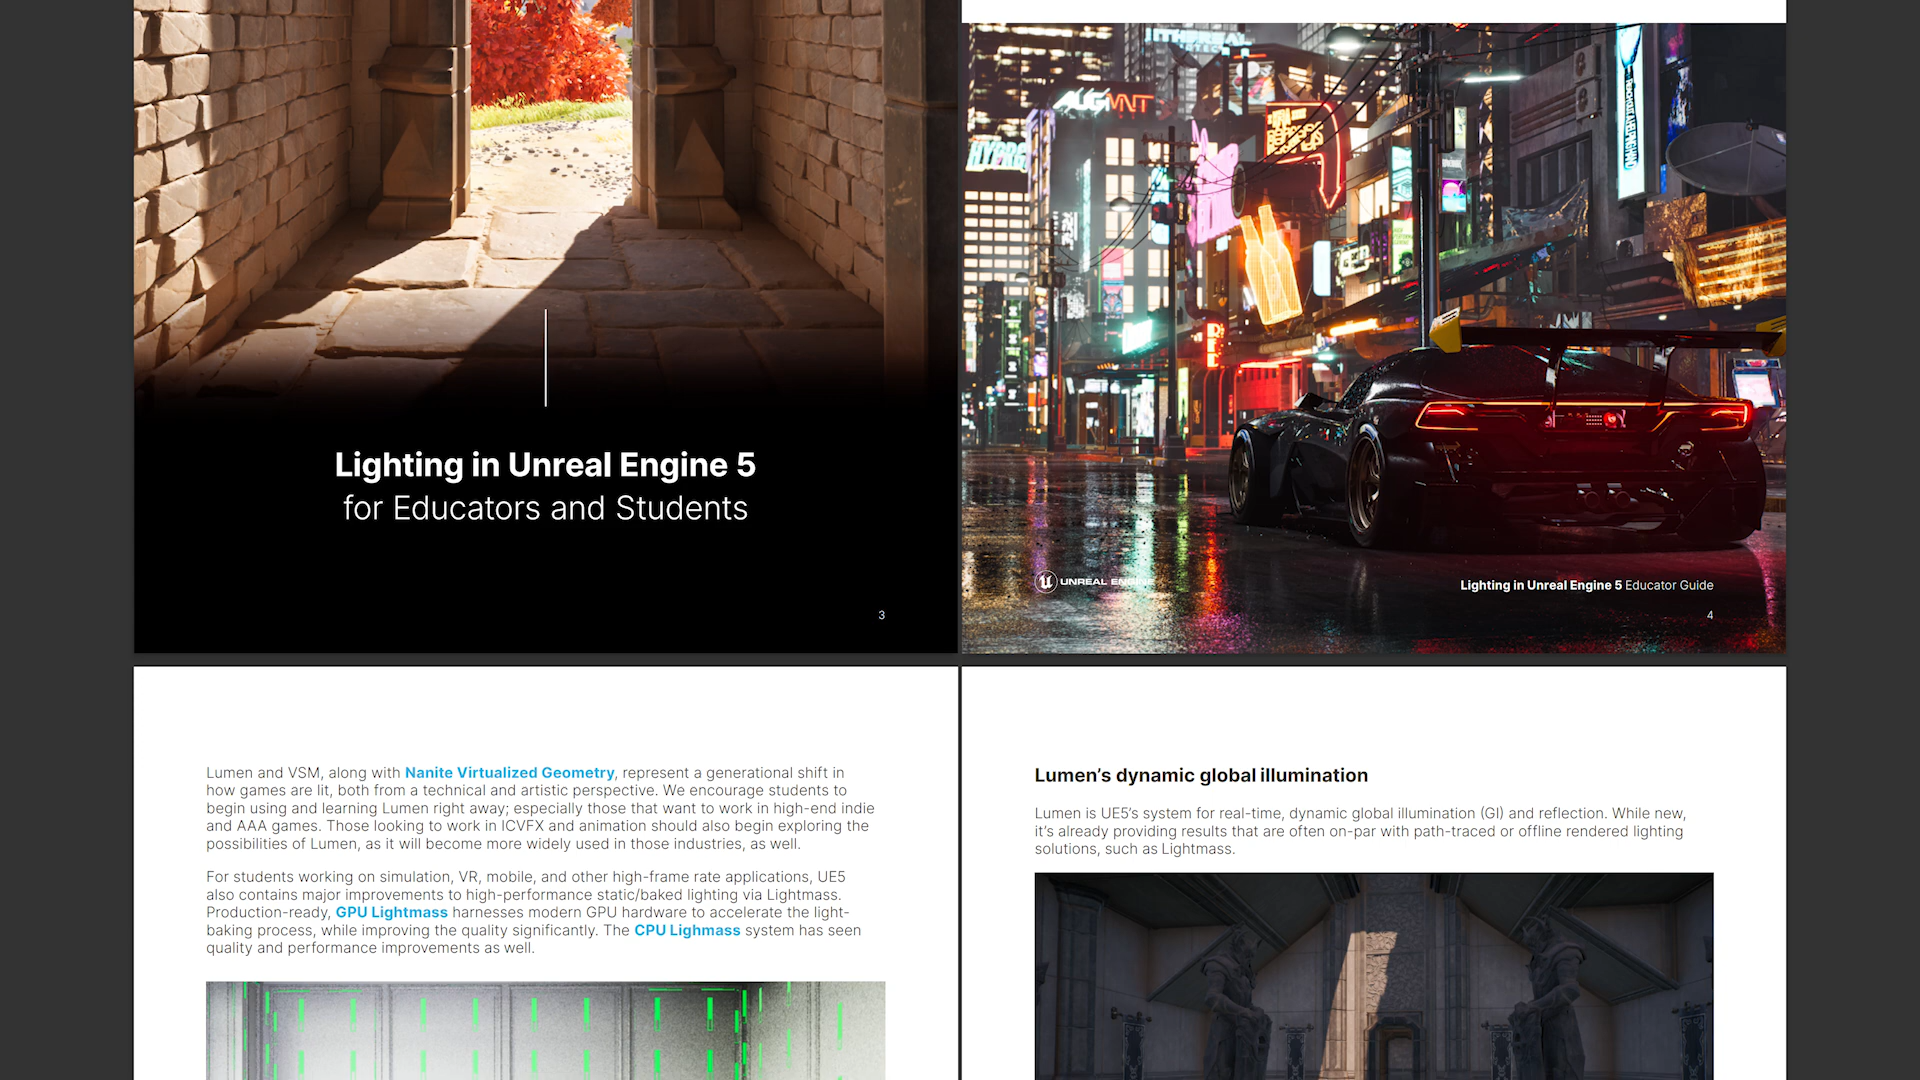 Lighting in Unreal Engine 5
for Educators and Students
3
AUGMNT
UNREAL ENGINE
Lighting in Unreal Engine 5 Educator Guide
4
Lumen and VSM, along with Nanite Virtualized Geometry, represent a generational shift in
how games are lit, both from a technical and artistic perspective. We encourage students to
begin using and learning Lumen right away; especially those that want to work in high-end indie
and AAA games. Those looking to work in ICVFX and animation should also begin exploring the
possibilities of Lumen, as it will become more widely used in those industries, as well.
For students working on simulation, VR, mobile, and other high-frame rate applications, UE5
also contains major improvements to high-performance static/baked lighting via Lightmass.
Production-ready, GPU Lightmass harnesses modern GPU hardware to accelerate the light-
baking process, while improving the quality significantly. The CPU Lighmass system has seen
quality and performance improvements as well.
Lumen’s dynamic global illumination
Lumen is UE5’s system for real-time, dynamic global illumination (GI) and reflection. While new,
it’s already providing results that are often on-par with path-traced or offline rendered lighting
solutions, such as Lightmass.